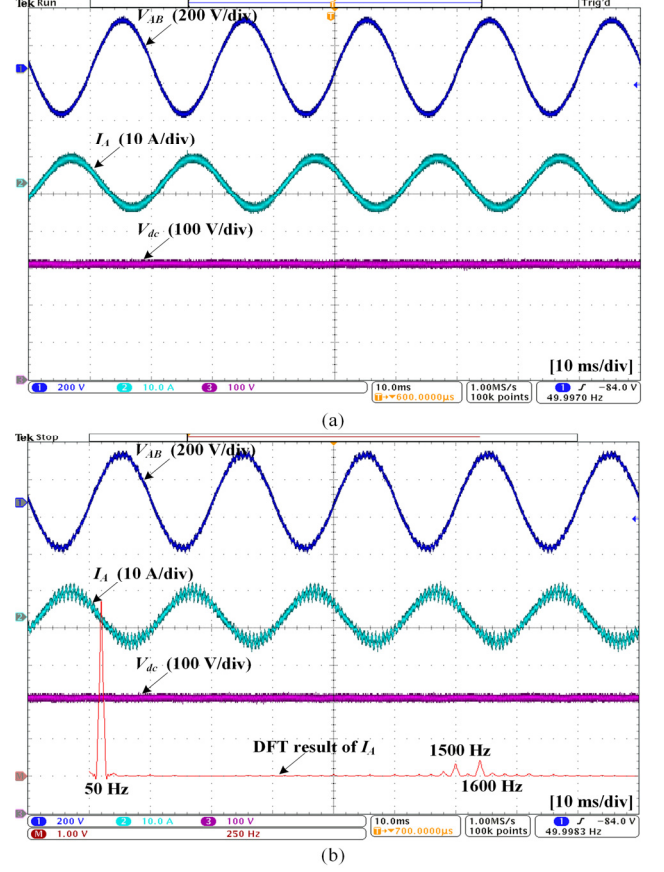 Tek Run Trig'd
V_AB (200 V/div)
1
I_A (10 A/div)
2
V_dc (100 V/div)
[10 ms/div]
3
1 200 V 2 10.0 A 3 100 V 10.0ms 1.00MS/s 1 -84.0 V
T→▼600.0000µs 100k points 49.9970 Hz
(a)
Tek Stop
V_AB (200 V/div)
1
I_A (10 A/div)
2
V_dc (100 V/div)
DFT result of I_A 1500 Hz
50 Hz 1600 Hz
[10 ms/div]
1 200 V 2 10.0 A 3 100 V 10.0ms 1.00MS/s 1 -84.0 V
M 1.00 V 250 Hz T→▼700.0000µs 100k points 49.9983 Hz
(b)